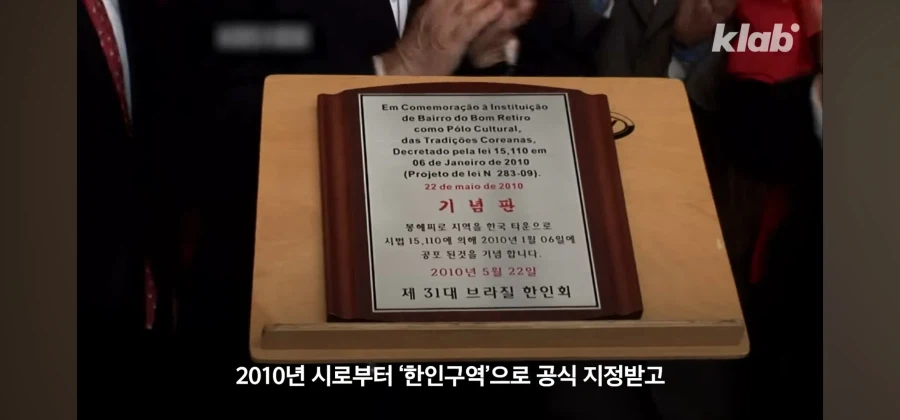 klab
Em Comemoração à Instituição
de Bairro do Bom Retiro
como Pólo Cultural,
das Tradições Coreanas,
Decretado pela lei 15,110 em
06 de Janeiro de 2010
(Projeto de lei N 283-09).
22 de maio de 2010
기념판
봉헤찌로 지역을 한국 타운으로
시법 15,110에 의해 2010년 1월 06일에
공포 된것을 기념 합니다.
2010년 5월 22일
제 31대 브라질 한인회
2010년 시로부터 ‘한인구역’으로 공식 지정받고